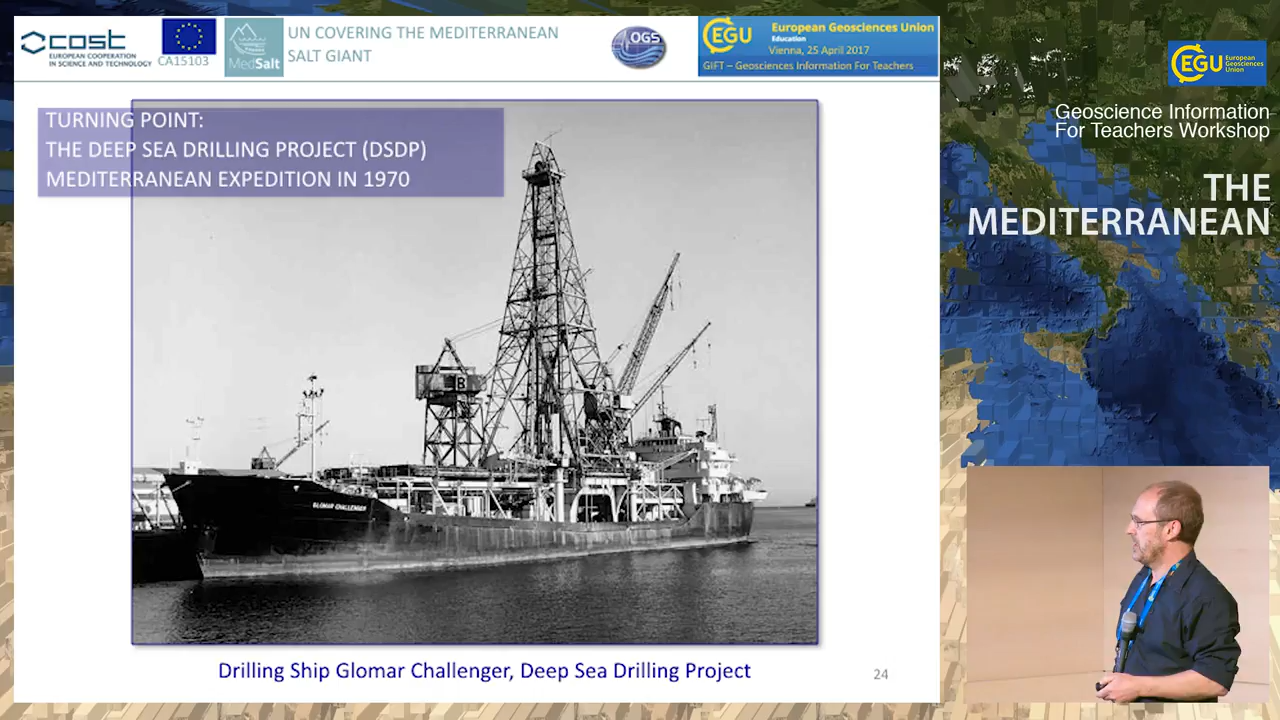 cost
EUROPEAN COOPERATION
IN SCIENCE AND TECHNOLOGY
CA15103
MedSalt
UN COVERING THE MEDITERRANEAN
SALT GIANT
OGS
EGU
European Geosciences Union
Education
Vienna, 25 April 2017
GIFT – Geosciences Information For Teachers
TURNING POINT:
THE DEEP SEA DRILLING PROJECT (DSDP)
MEDITERRANEAN EXPEDITION IN 1970
B
GLOMAR CHALLENGER
Drilling Ship Glomar Challenger, Deep Sea Drilling Project
24
EGU
European
Geosciences
Union
Geoscience Information
For Teachers Workshop
THE
MEDITERRANEAN